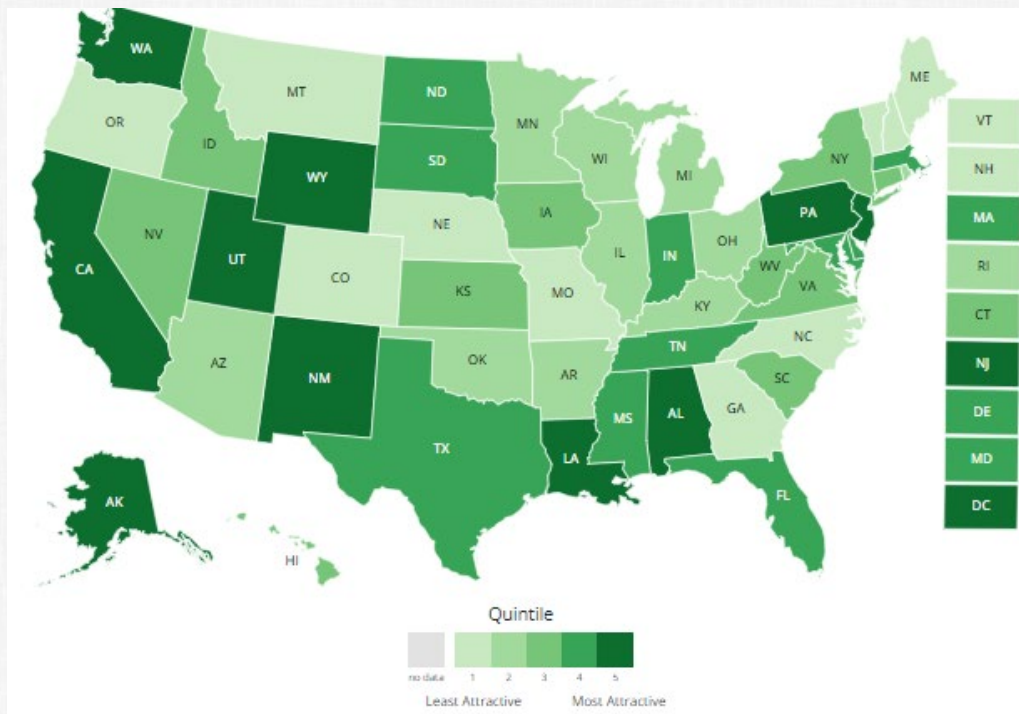 WA
MT
ND
ME
OR
MN
VT
ID
SD
WI
NY
WY
MI
NH
NE
IA
PA
MA
NV
UT
IL
IN
OH
CA
CO
WV
RI
KS
MO
VA
KY
CT
NC
TN
AZ
OK
NM
AR
SC
NJ
MS
AL
GA
DE
TX
LA
MD
FL
AK
DC
HI
Quintile
no data 1 2 3 4 5
Least Attractive Most Attractive